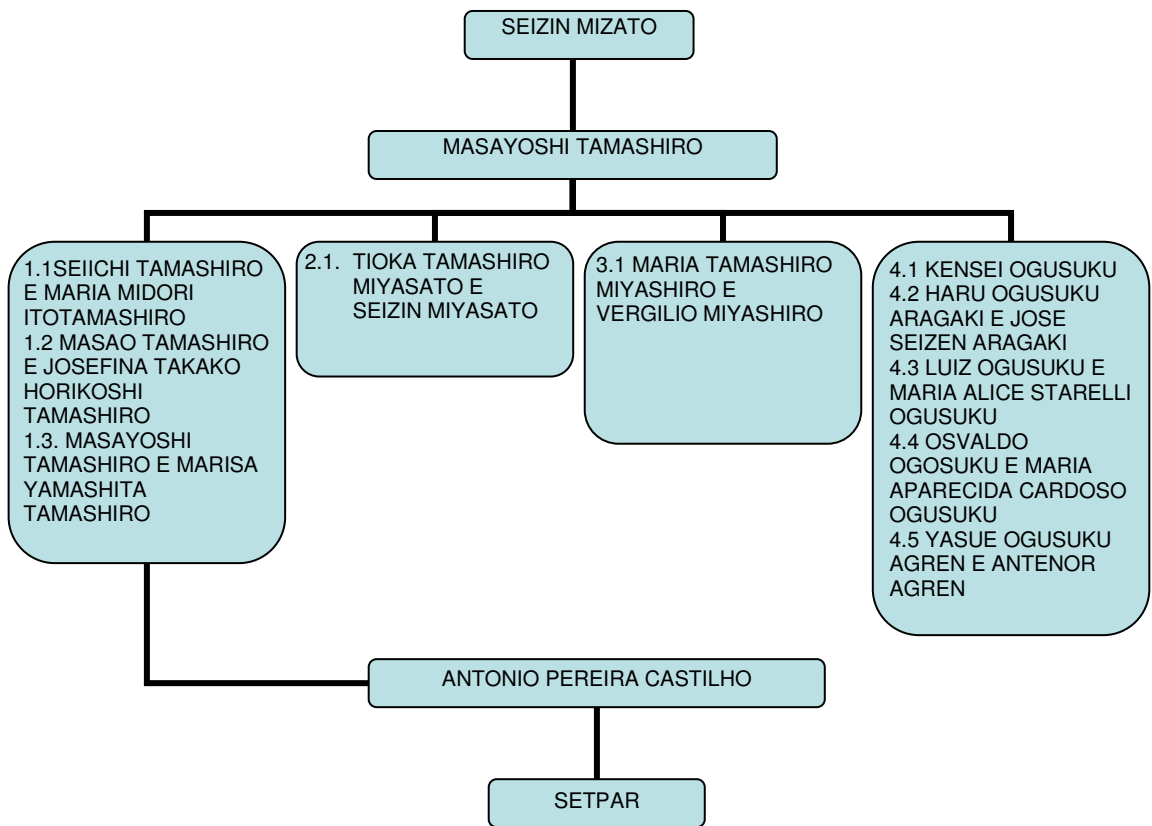 SEIZIN MIZATO
MASAYOSHI TAMASHIRO
1.1SEIICHI TAMASHIRO
E MARIA MIDORI
ITOTAMASHIRO
1.2 MASAO TAMASHIRO
E JOSEFINA TAKAKO
HORIKOSHI
TAMASHIRO
1.3. MASAYOSHI
TAMASHIRO E MARISA
YAMASHITA
TAMASHIRO
2.1. TIOKA TAMASHIRO
MIYASATO E
SEIZIN MIYASATO
3.1 MARIA TAMASHIRO
MIYASHIRO E
VERGILIO MIYASHIRO
4.1 KENSEI OGUSUKU
4.2 HARU OGUSUKU
ARAGAKI E JOSE
SEIZEN ARAGAKI
4.3 LUIZ OGUSUKU E
MARIA ALICE STARELLI
OGUSUKU
4.4 OSVALDO
OGOSUKU E MARIA
APARECIDA CARDOSO
OGUSUKU
4.5 YASUE OGUSUKU
AGREN E ANTENOR
AGREN
ANTONIO PEREIRA CASTILHO
SETPAR